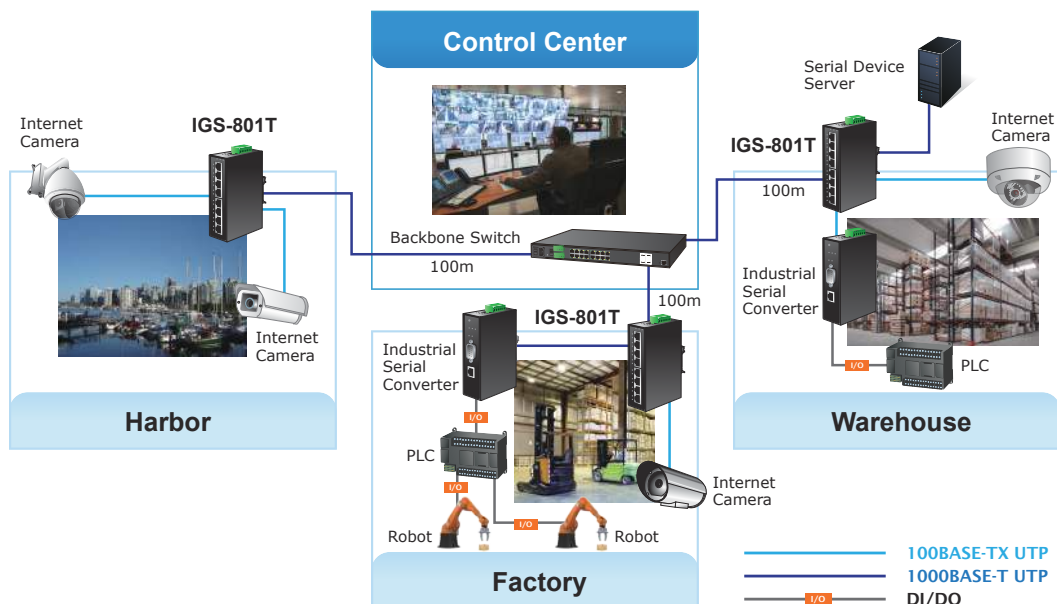 Control Center
Serial Device
Server
Internet
Camera
IGS-801T
IGS-801T
Internet
Camera
100m
Backbone Switch
100m
100m
IGS-801T
Internet
Camera
Industrial
Serial
Converter
Industrial
Serial
Converter
I/O
PLC
Harbor
Warehouse
I/O
PLC
I/O
Internet
Camera
I/O
Robot
Robot
Factory
100BASE-TX UTP
1000BASE-T UTP
I/O
DI/DO